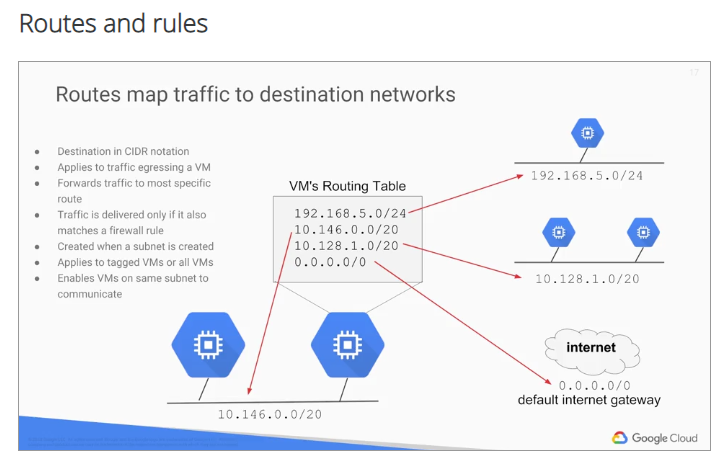 Routes and rules
17
Routes map traffic to destination networks
Destination in CIDR notation
Applies to traffic egressing a VM
Forwards traffic to most specific
route
Traffic is delivered only if it also
matches a firewall rule
Created when a subnet is created
Applies to tagged VMs or all VMs
Enables VMs on same subnet to
communicate
VM's Routing Table
192.168.5.0/24
10.146.0.0/20
10.128.1.0/20
0.0.0.0/0
192.168.5.0/24
10.128.1.0/20
internet
0.0.0.0/0
default internet gateway
10.146.0.0/20
Google Cloud